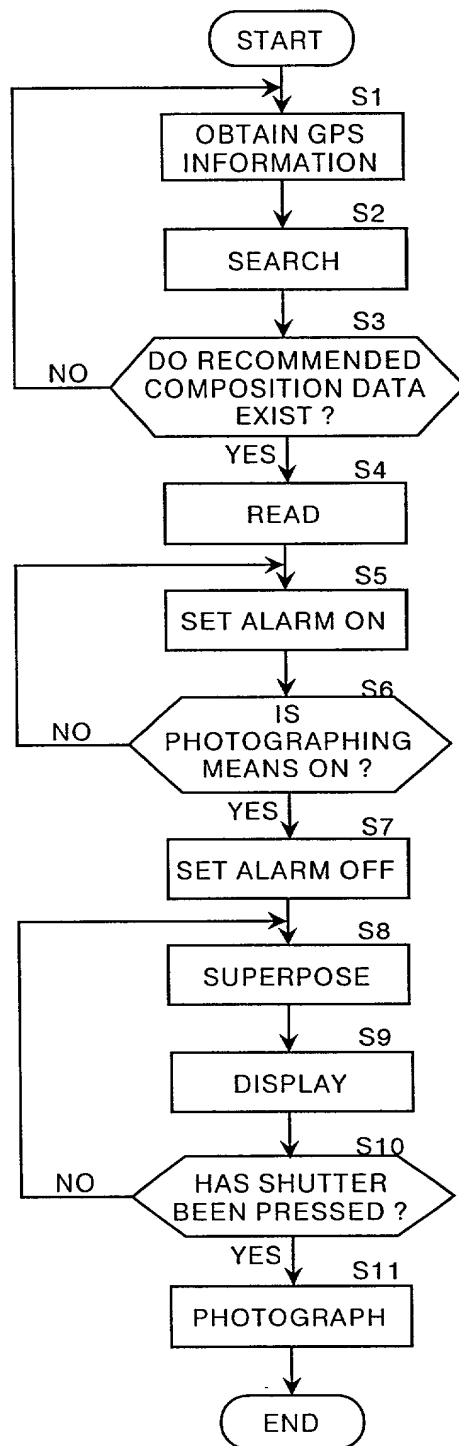 START
S1
OBTAIN GPS
INFORMATION
S2
SEARCH
S3
DO RECOMMENDED
COMPOSITION DATA
EXIST ?
NO
YES
S4
READ
S5
SET ALARM ON
S6
IS
PHOTOGRAPHING
MEANS ON ?
NO
YES
S7
SET ALARM OFF
S8
SUPERPOSE
S9
DISPLAY
S10
HAS SHUTTER
BEEN PRESSED ?
NO
YES
S11
PHOTOGRAPH
END